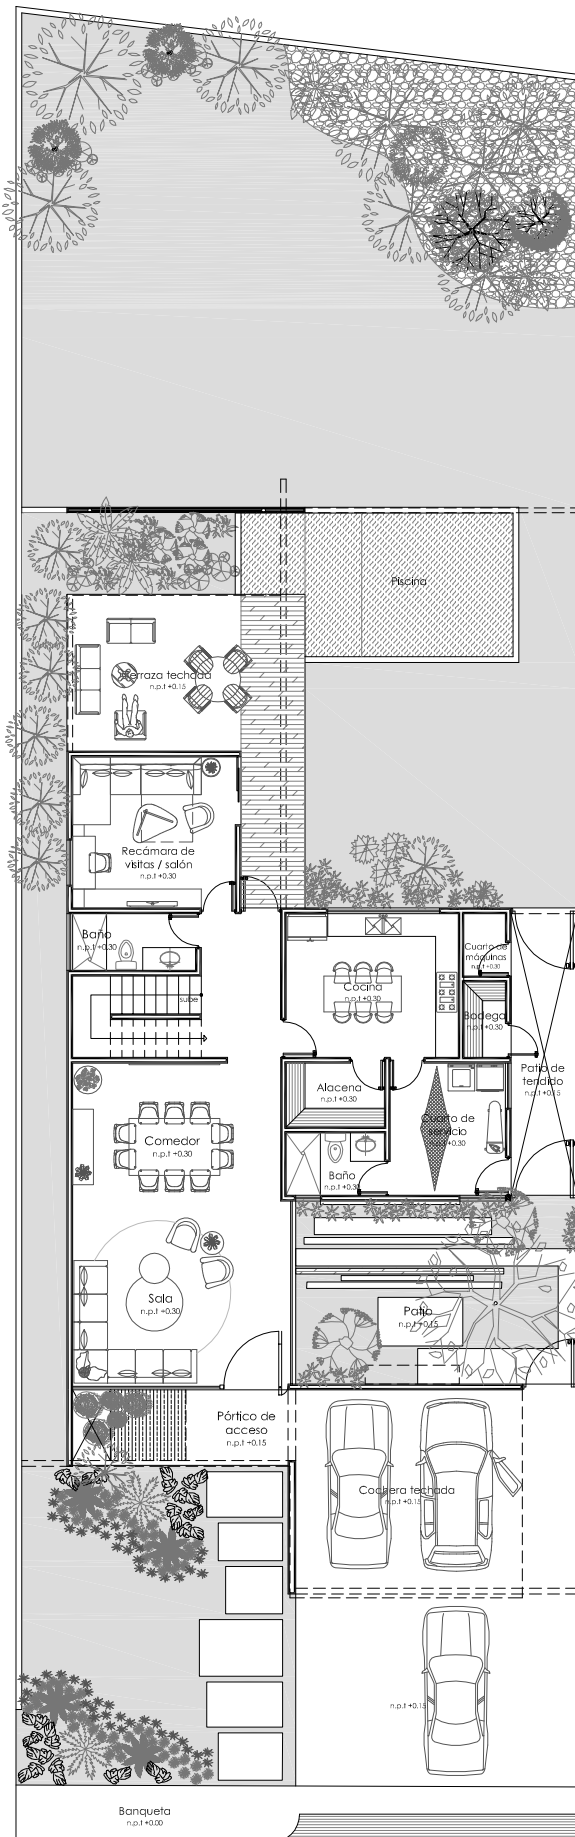 Piscina
Terraza techada
n.p.t +0.15
Recámara de
visitas / salón
n.p.t +0.30
Baño
n.p.t +0.30
sube
Cocina
n.p.t +0.30
Cuarto de
máquinas
n.p.t +0.30
Bodega
n.p.t +0.30
Patio de
tendido
n.p.t +0.15
Alacena
n.p.t +0.30
Cuarto de
servicio
n.p.t +0.30
Comedor
n.p.t +0.30
Baño
n.p.t +0.30
Sala
n.p.t +0.30
Patio
n.p.t +0.15
Pórtico de
acceso
n.p.t +0.15
Cochera techada
n.p.t +0.15
n.p.t +0.15
Banqueta
n.p.t +0.00